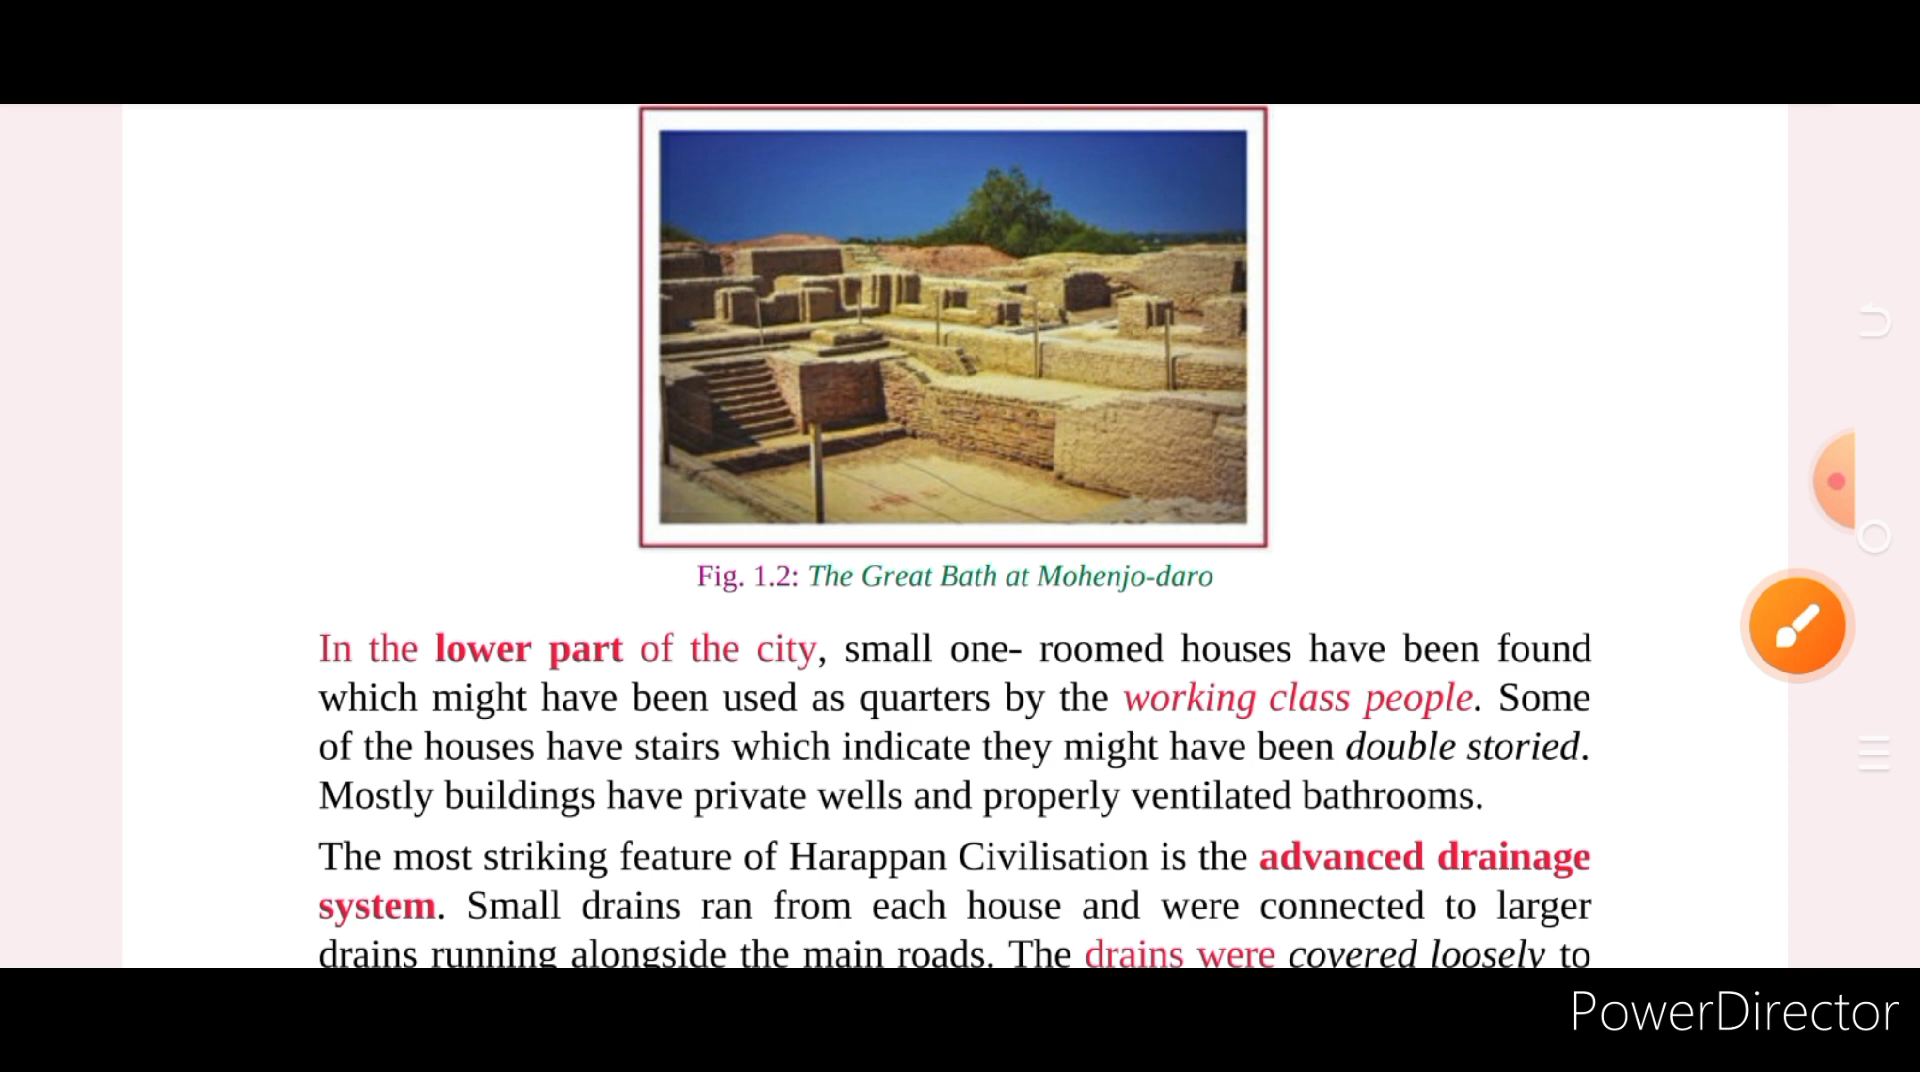 Fig. 1.2: The Great Bath at Mohenjo-daro
In the lower part of the city, small one- roomed houses have been found
which might have been used as quarters by the working class people. Some
of the houses have stairs which indicate they might have been double storied.
Mostly buildings have private wells and properly ventilated bathrooms.
The most striking feature of Harappan Civilisation is the advanced drainage
system. Small drains ran from each house and were connected to larger
drains running alongside the main roads. The drains were covered loosely to
PowerDirector